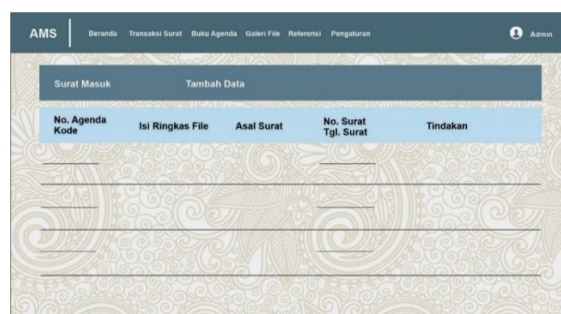 AMS Beranda Transaksi Surat Buku Agenda Galeri File Referensi Pengaturan Admin
Surat Masuk Tambah Data
No. Agenda
Kode
Isi Ringkas File
Asal Surat
No. Surat
Tgl. Surat
Tindakan